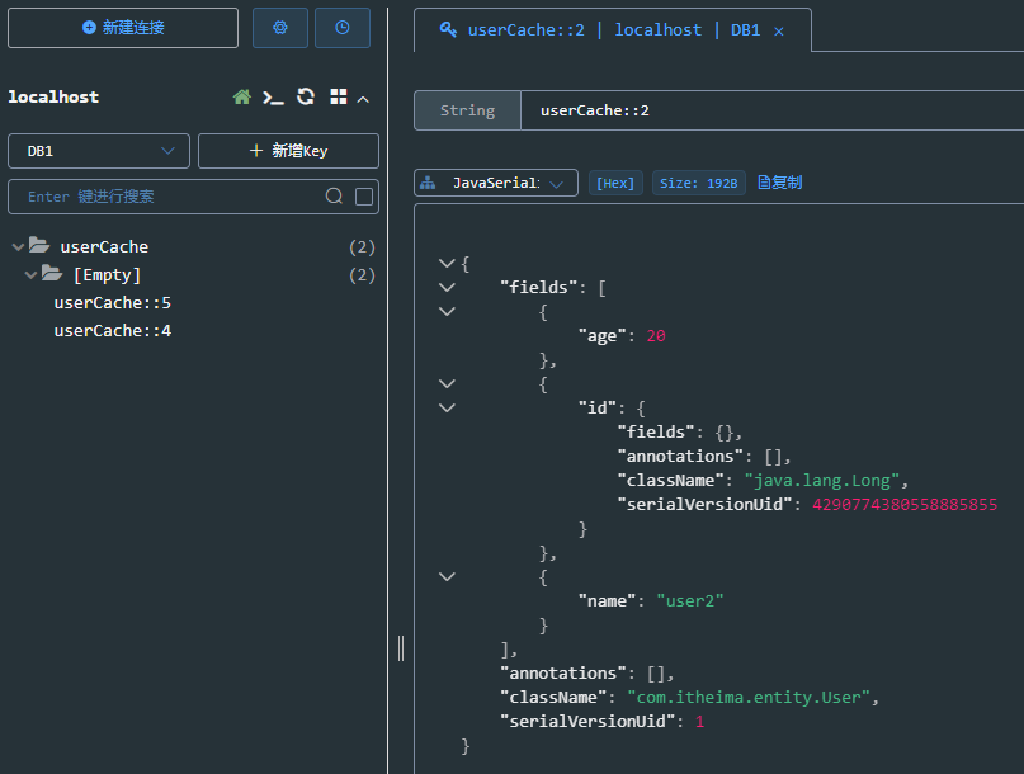 新建连接
localhost
DB1
新增Key
Enter 键进行搜索
userCache (2)
[Empty] (2)
userCache::5
userCache::4
userCache::2 | localhost | DB1
String userCache::2
JavaSeriali [Hex] Size: 192B 复制
{
"fields": [
{
"age": 20
},
{
"id": {
"fields": {},
"annotations": [],
"className": "java.lang.Long",
"serialVersionUid": 4290774380558885855
}
},
{
"name": "user2"
}
],
"annotations": [],
"className": "com.itheima.entity.User",
"serialVersionUid": 1
}